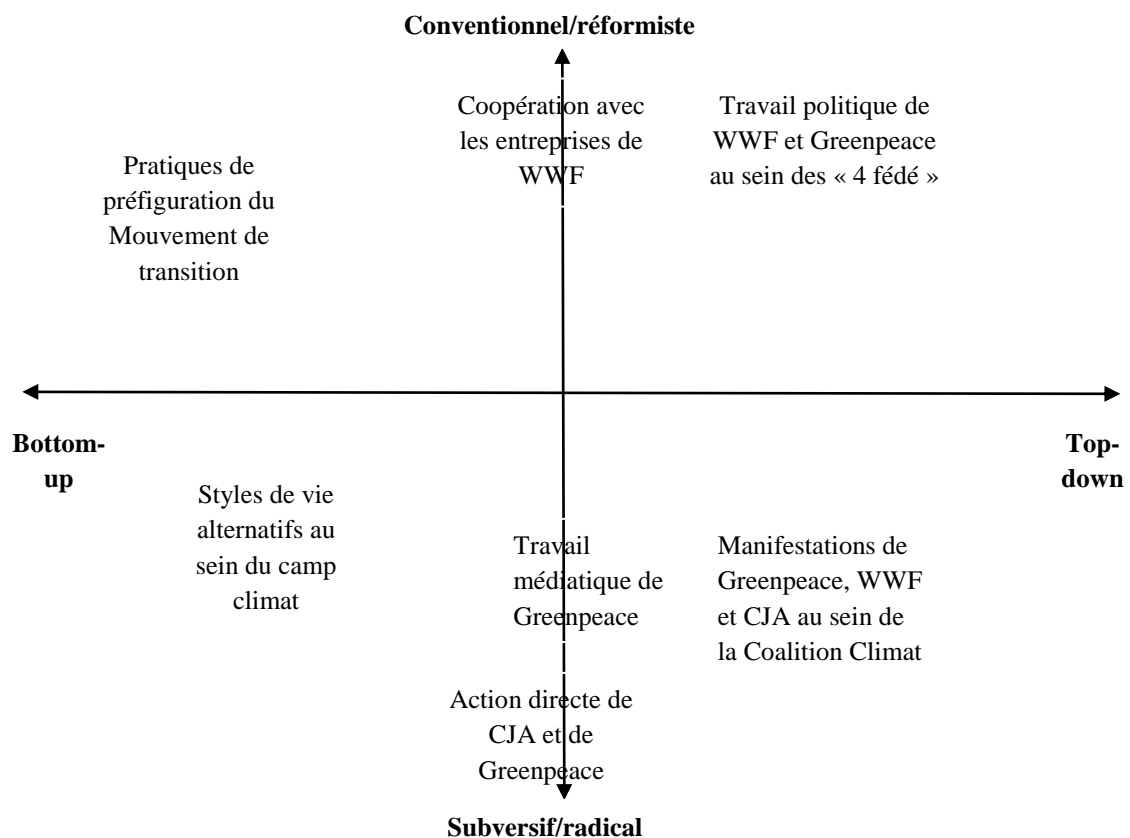 Conventionnel/réformiste
Coopération avec
les entreprises de
WWF
Travail politique de
WWF et Greenpeace
au sein des « 4 fédé »
Pratiques de
préfiguration du
Mouvement de
transition
Bottom-
up
Top-
down
Styles de vie
alternatifs au
sein du camp
climat
Travail
médiatique de
Greenpeace
Manifestations de
Greenpeace, WWF
et CJA au sein de
la Coalition Climat
Action directe de
CJA et de
Greenpeace
Subversif/radical